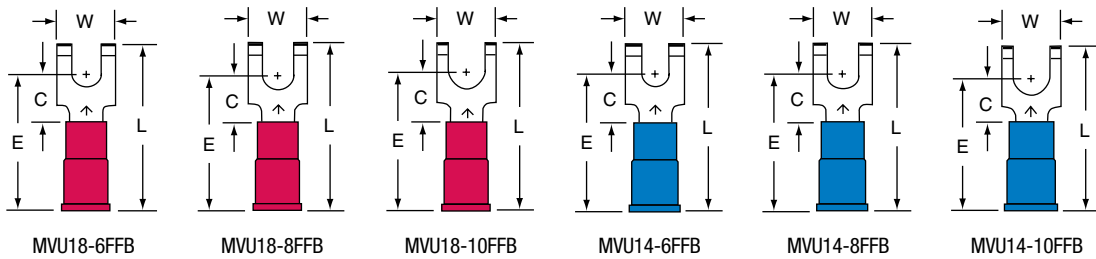 W W W W W W
C E L C E L C E L C E L C E L C E L
MVU18-6FFB MVU18-8FFB MVU18-10FFB MVU14-6FFB MVU14-8FFB MVU14-10FFB